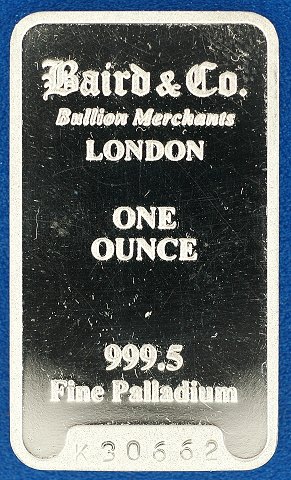 Baird & Co.
Bullion Merchants
LONDON
ONE
OUNCE
999.5
Fine Palladium
K30662